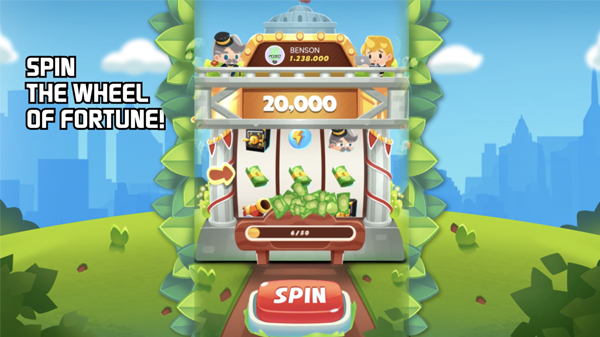 SPIN
THE WHEEL
OF FORTUNE!
BENSON
1.238.000
20,000
6/50
SPIN